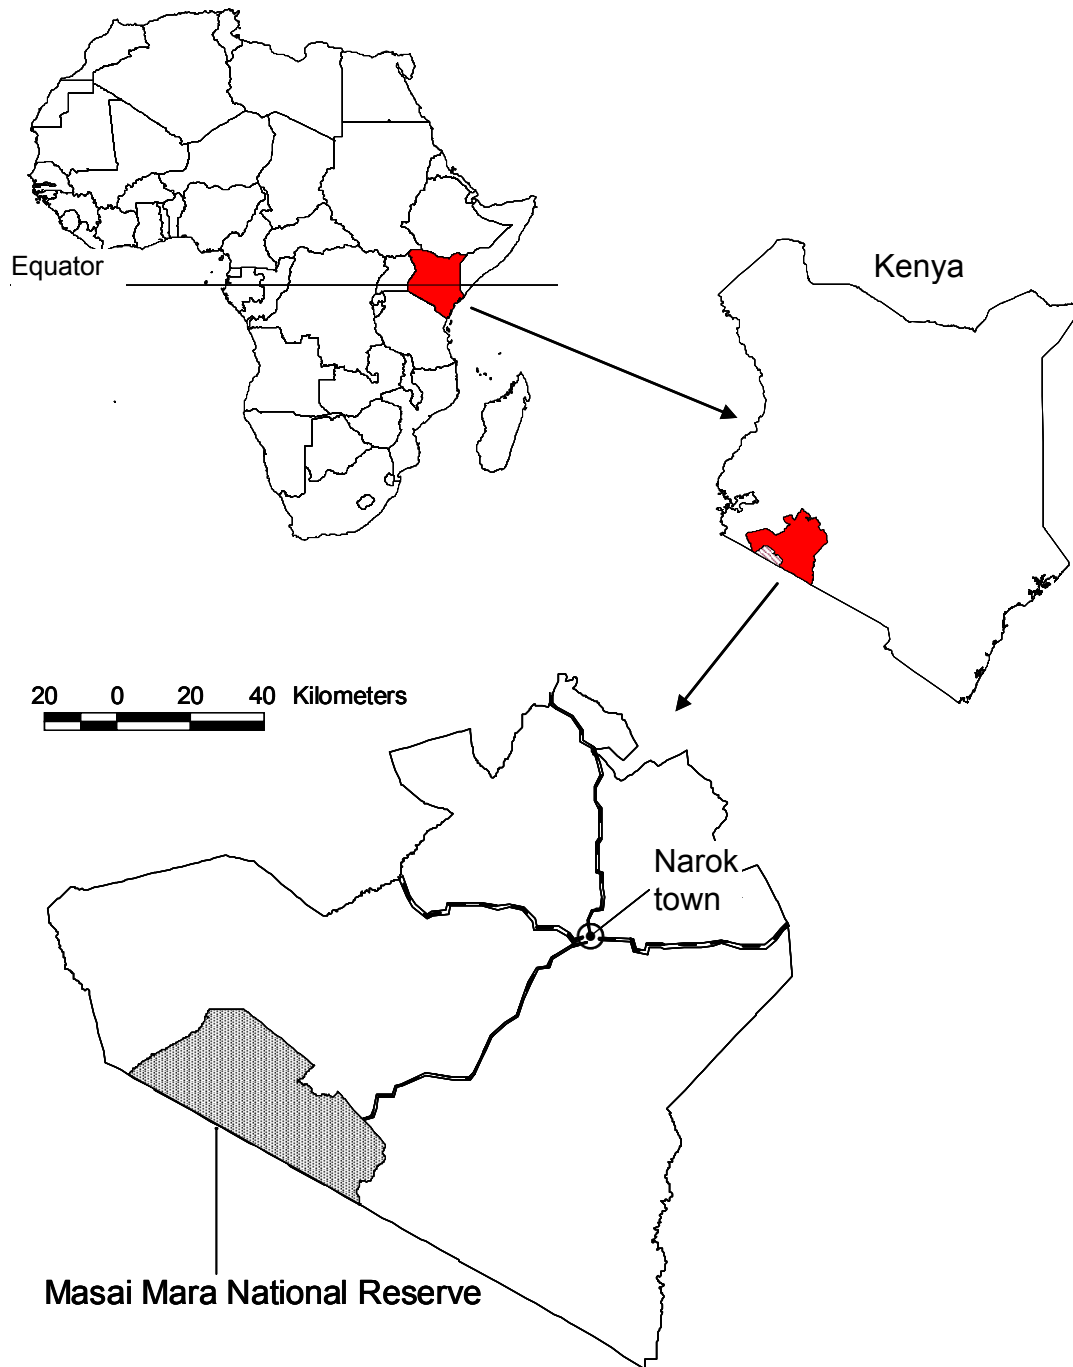 Equator
Kenya
20 0 20 40 Kilometers
Narok
town
Masai Mara National Reserve